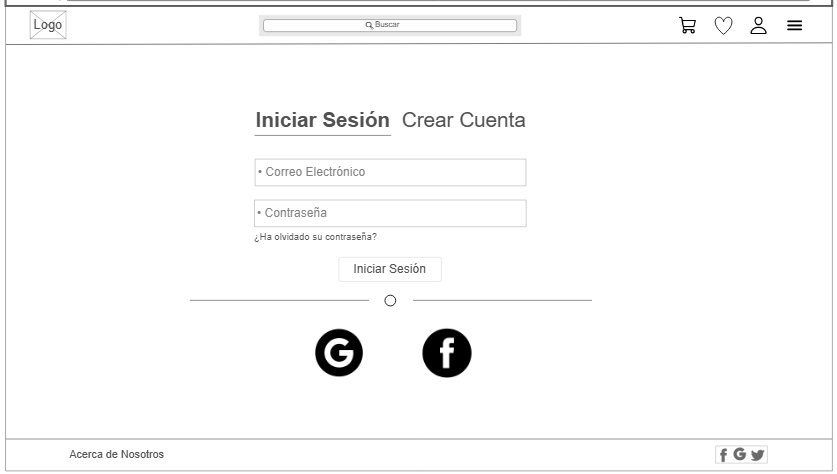 Logo
Buscar
Iniciar Sesión Crear Cuenta
• Correo Electrónico
• Contraseña
¿Ha olvidado su contraseña?
Iniciar Sesión
G f
Acerca de Nosotros
f G